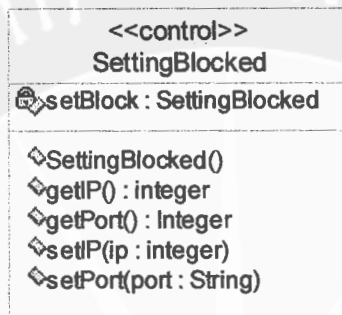 <<control>>
SettingBlocked
setBlock : SettingBlocked
SettingBlocked()
getIP() : integer
getPort() : Integer
setIP(ip : integer)
setPort(port : String)